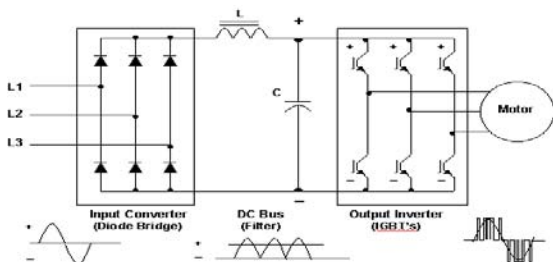 L
+
L1
L2
L3
C
+ + +
Motor
− − −
−
Input Converter
(Diode Bridge)
DC Bus
(Filter)
Output Inverter
(IGBT's)
+
−
+
−